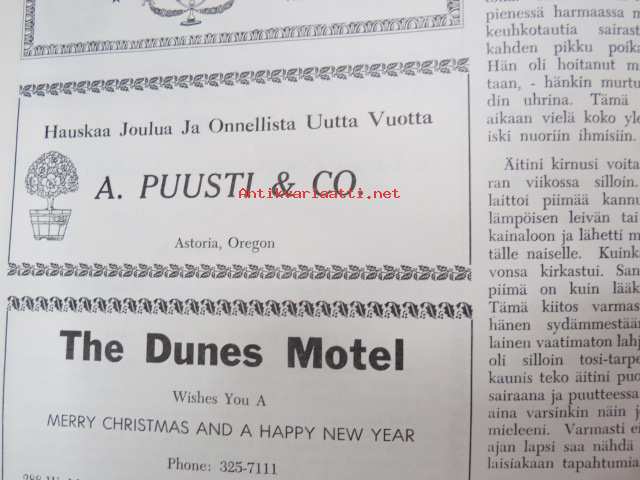 Hauskaa Joulua Ja Onnellista Uutta Vuotta
A. PUUSTI & CO.
Antikvariaatti.net
Astoria, Oregon
The Dunes Motel
Wishes You A
MERRY CHRISTMAS AND A HAPPY NEW YEAR
Phone: 325-7111
288 W.
pienessä harmaassa
keuhkotautia sairast
kahden pikku poika
Hän oli hoitanut m
taan, - hänkin murtu
din uhrina. Tämä
aikaan vielä koko yle
iski nuoriin ihmisiin.
Äitini kirnusi voita
ran viikossa silloin.
laittoi piimää kannu
lämpöisen leivän tai
kainaloon ja lähetti m
tälle naiselle. Kuink
vonsa kirkastui. San
piimä on kuin lääk
Tämä kiitos varmas
hänen sydämmestään
lainen vaatimaton lahj
oli silloin tosi-tarpe
kaunis teko äitini puo
sairaana ja puutteessa
aina varsinkin näin j
mieleeni. Varmasti ei
ajan lapsi saa nähdä
laisiakaan tapahtumia